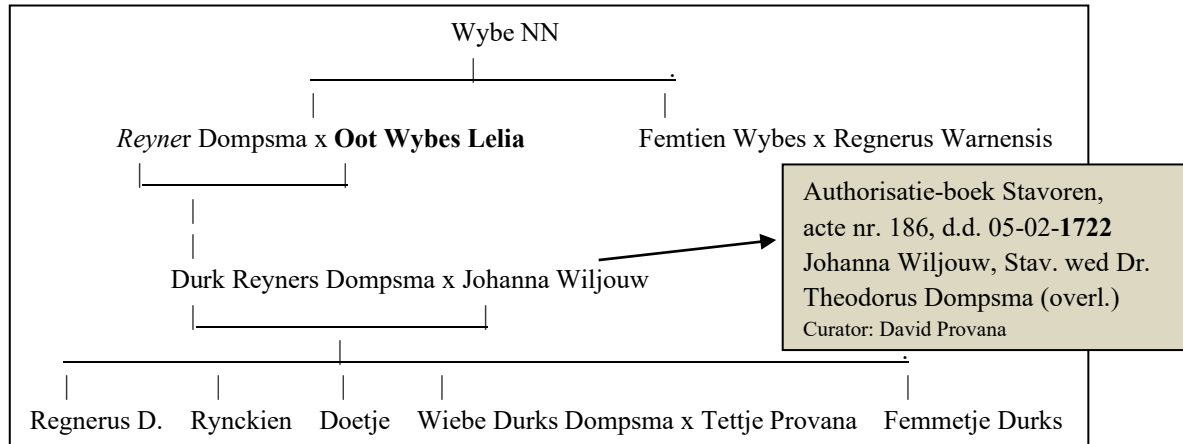 Wybe NN
Reyner Dompsma x Oot Wybes Lelia Femtien Wybes x Regnerus Warnensis
Authorisatie-boek Stavoren,
acte nr. 186, d.d. 05-02-1722
Johanna Wiljouw, Stav. wed Dr.
Theodorus Dompsma (overl.)
Curator: David Provana
Durk Reyners Dompsma x Johanna Wiljouw
Regnerus D. Rynckien Doetje Wiebe Durks Dompsma x Tettje Provana Femmetje Durks